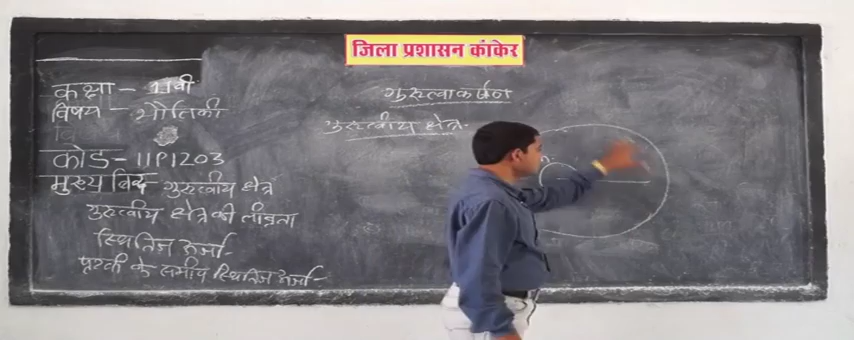 जिला प्रशासन कांकेर
कक्षा - 11वी
विषय - भौतिकी
कोड - 11P1203
मुख्य बिंदु गुरुत्वीय क्षेत्र
गुरुत्वीय क्षेत्र की तीव्रता
स्थितिज ऊर्जा -
पृथ्वी के समीप स्थितिज ऊर्जा -
गुरुत्वाकर्षण
गुरुत्वीय क्षेत्र -